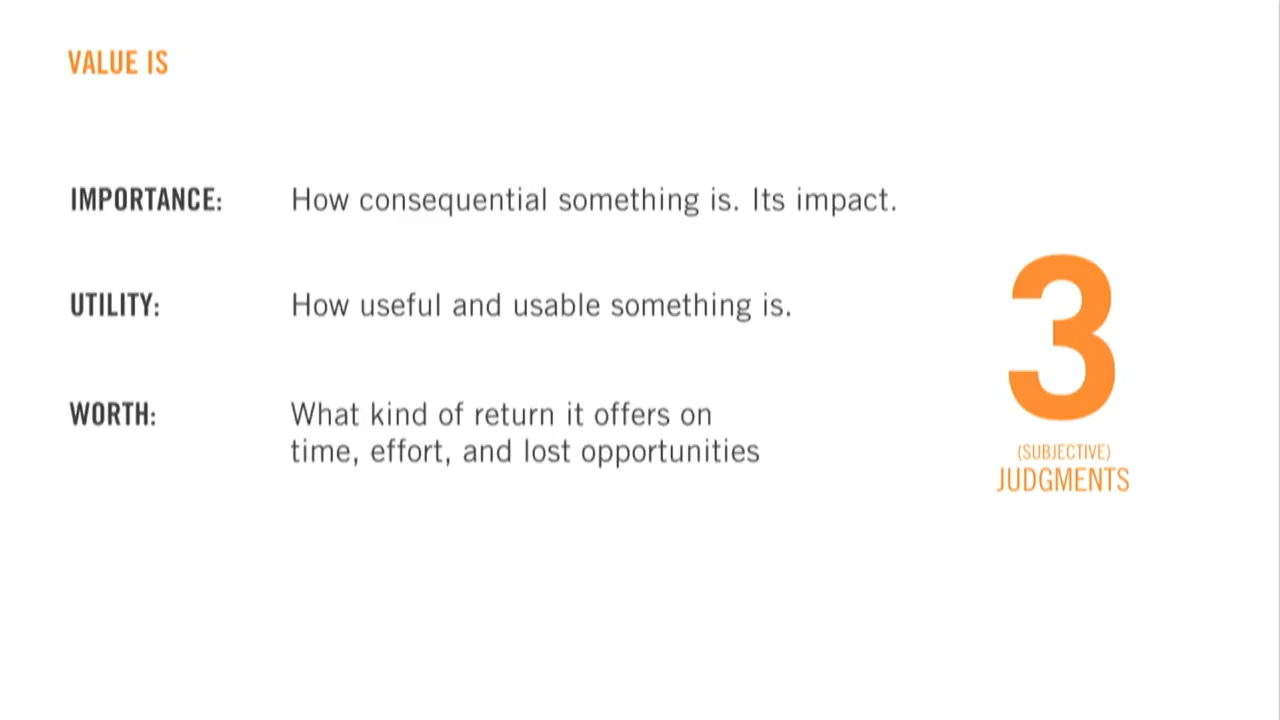 VALUE IS
IMPORTANCE: How consequential something is. Its impact.
UTILITY: How useful and usable something is.
WORTH: What kind of return it offers on
time, effort, and lost opportunities
3
(SUBJECTIVE)
JUDGMENTS